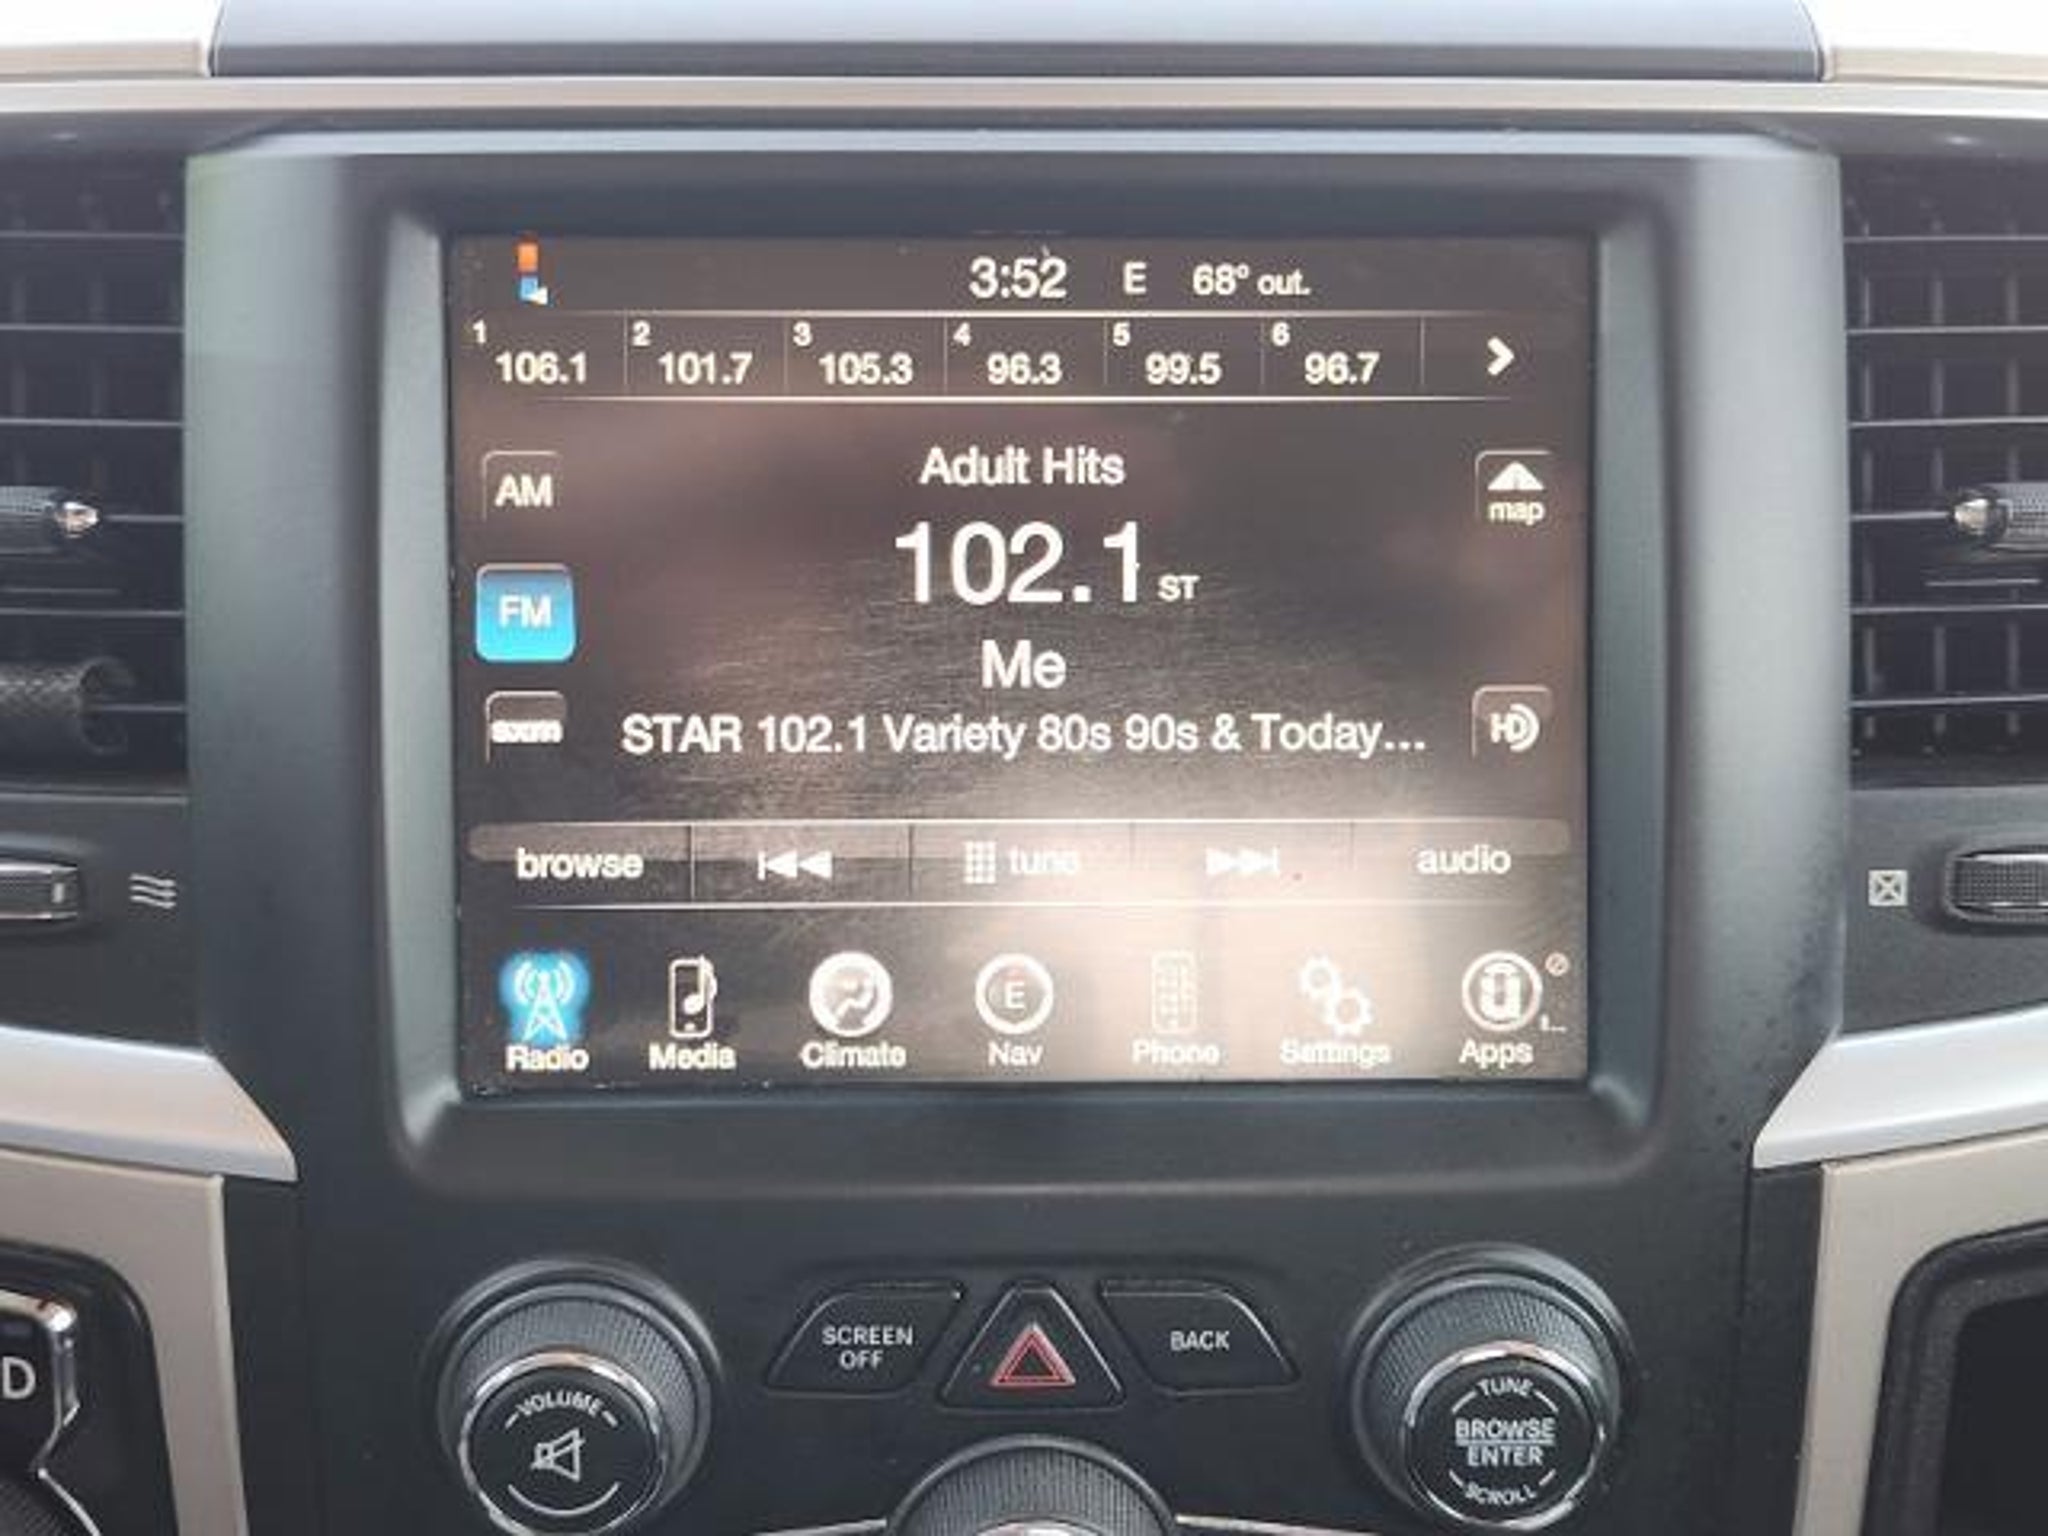 3:52 E 68° out.
1 2 3 4 5 6
106.1 101.7 105.3 96.3 99.5 96.7
Adult Hits
AM
map
102.1 ST
FM
Me
STAR 102.1 Variety 80s 90s & Today...
sxm
HD
browse tune audio
E
Radio Media Climate Nav Phone Settings Apps
SCREEN
OFF
BACK
D
VOLUME
TUNE
BROWSE
ENTER
SCROLL